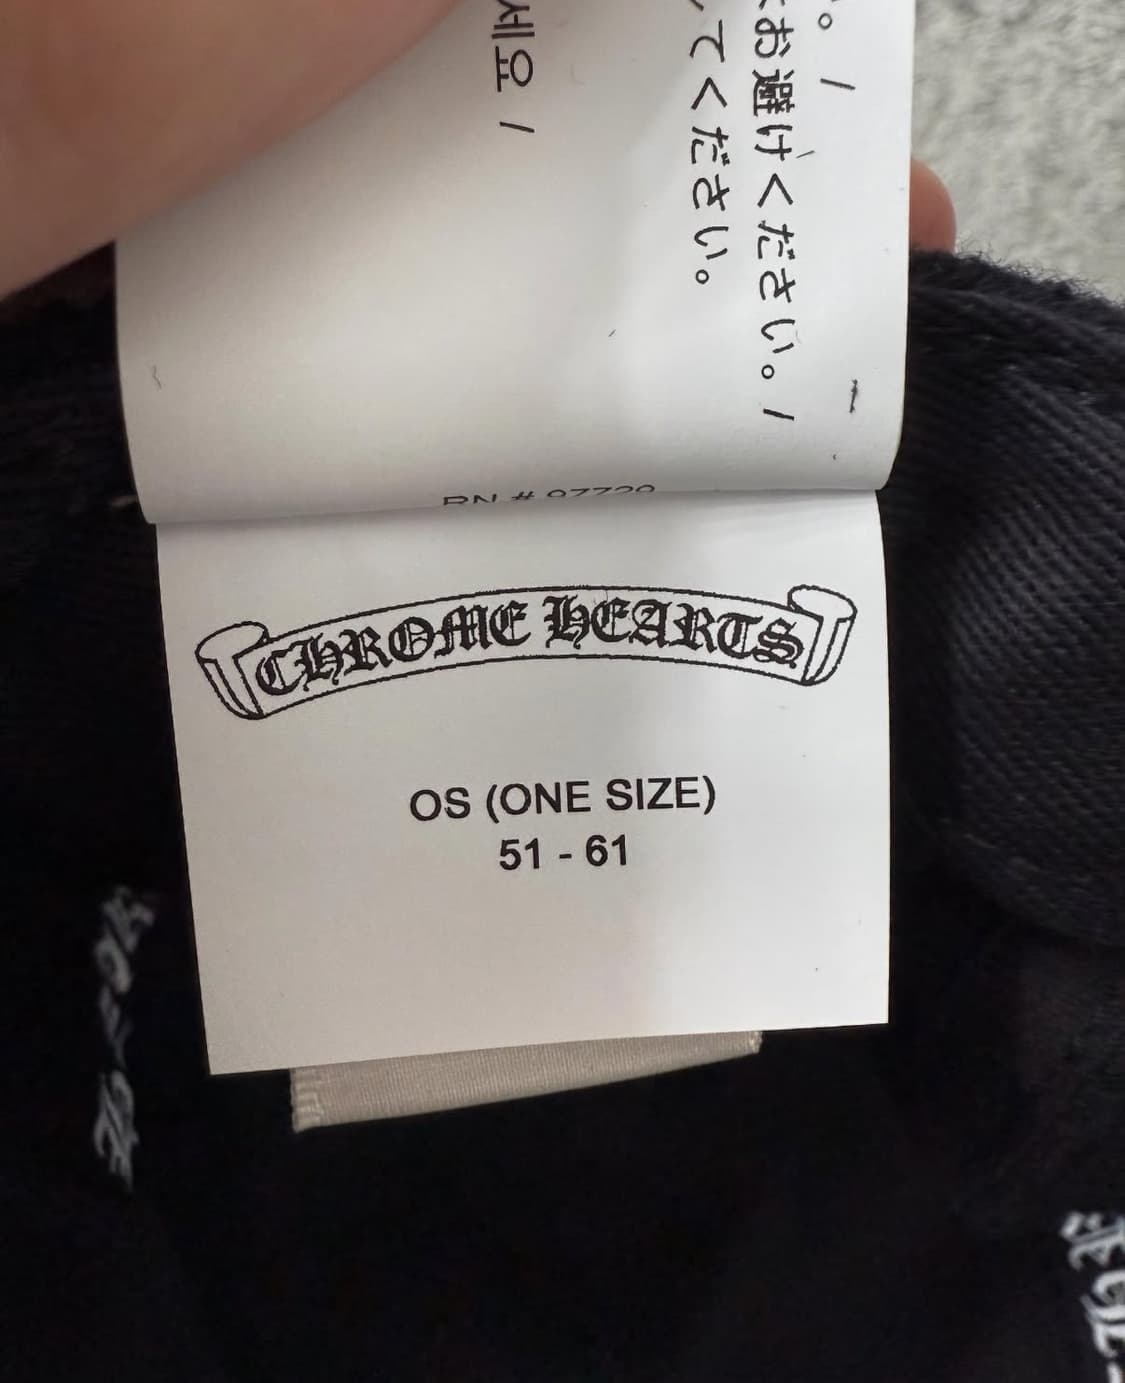 てください。
お避けください。 /
。 /
세요 /
CHROME HEARTS
OS (ONE SIZE)
51 - 61